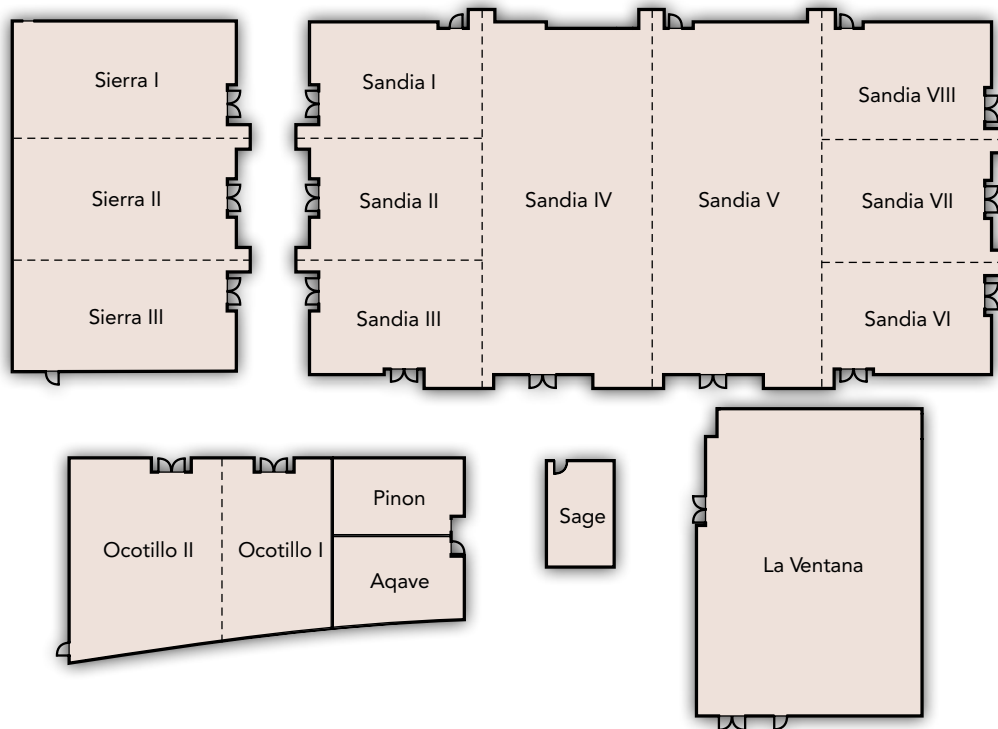 Sierra I
Sandia I
Sandia VIII
Sierra II
Sandia II
Sandia IV
Sandia V
Sandia VII
Sierra III
Sandia III
Sandia VI
Pinon
Sage
Ocotillo II
Ocotillo I
La Ventana
Aqave